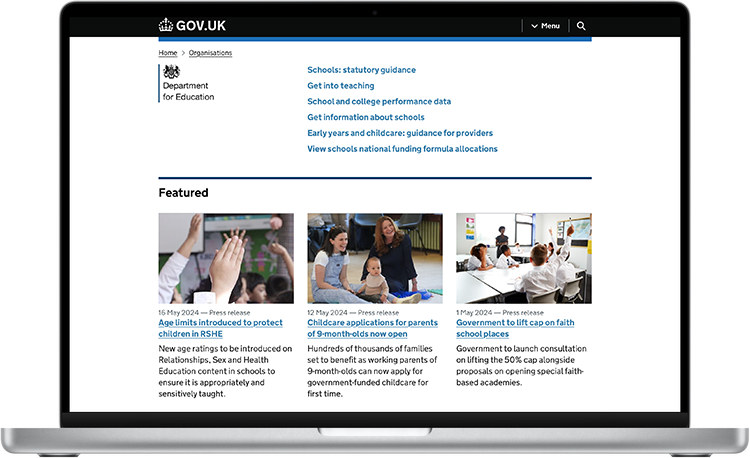 GOV.UK
Menu
Home > Organisations
Department
for Education
Schools: statutory guidance
Get into teaching
School and college performance data
Get information about schools
Early years and childcare: guidance for providers
View schools national funding formula allocations
Featured
16 May 2024 — Press release
Age limits introduced to protect
children in RSHE
New age ratings to be introduced on
Relationships, Sex and Health
Education content in schools to
ensure it is appropriately and
sensitively taught.
12 May 2024 — Press release
Childcare applications for parents
of 9-month-olds now open
Hundreds of thousands of families
set to benefit as working parents of
9-month-olds can now apply for
government-funded childcare for
first time.
1 May 2024 — Press release
Government to lift cap on faith
school places
Government to launch consultation
on lifting the 50% cap alongside
proposals on opening special faith-
based academies.